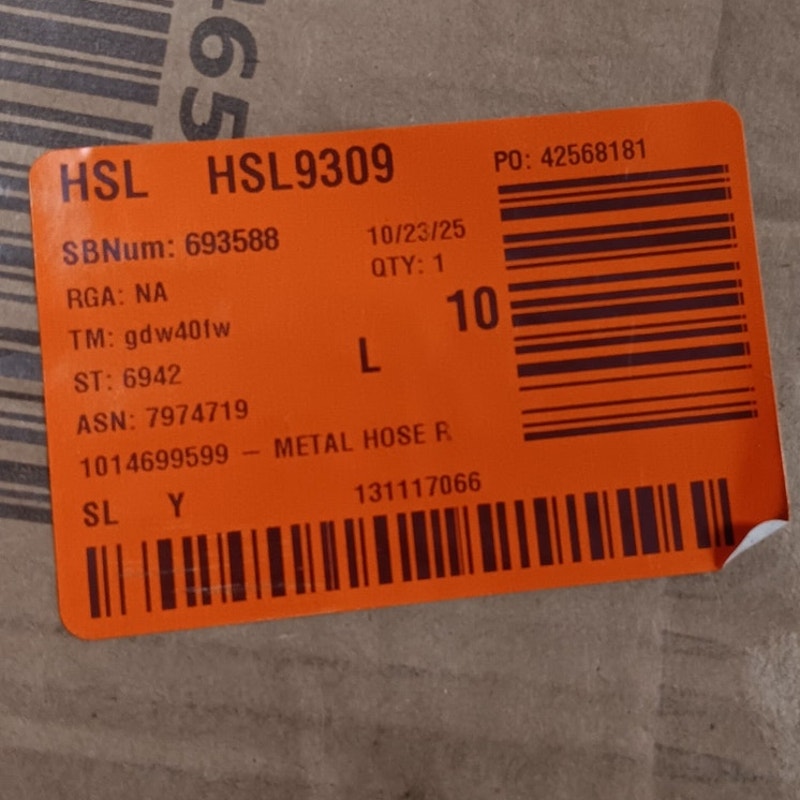 465
HSL HSL9309 PO: 42568181
SBNum: 693588 10/23/25
RGA: NA QTY: 1
TM: gdw40fw 10
ST: 6942 L
ASN: 7974719
1014699599 – METAL HOSE R
SL Y 131117066